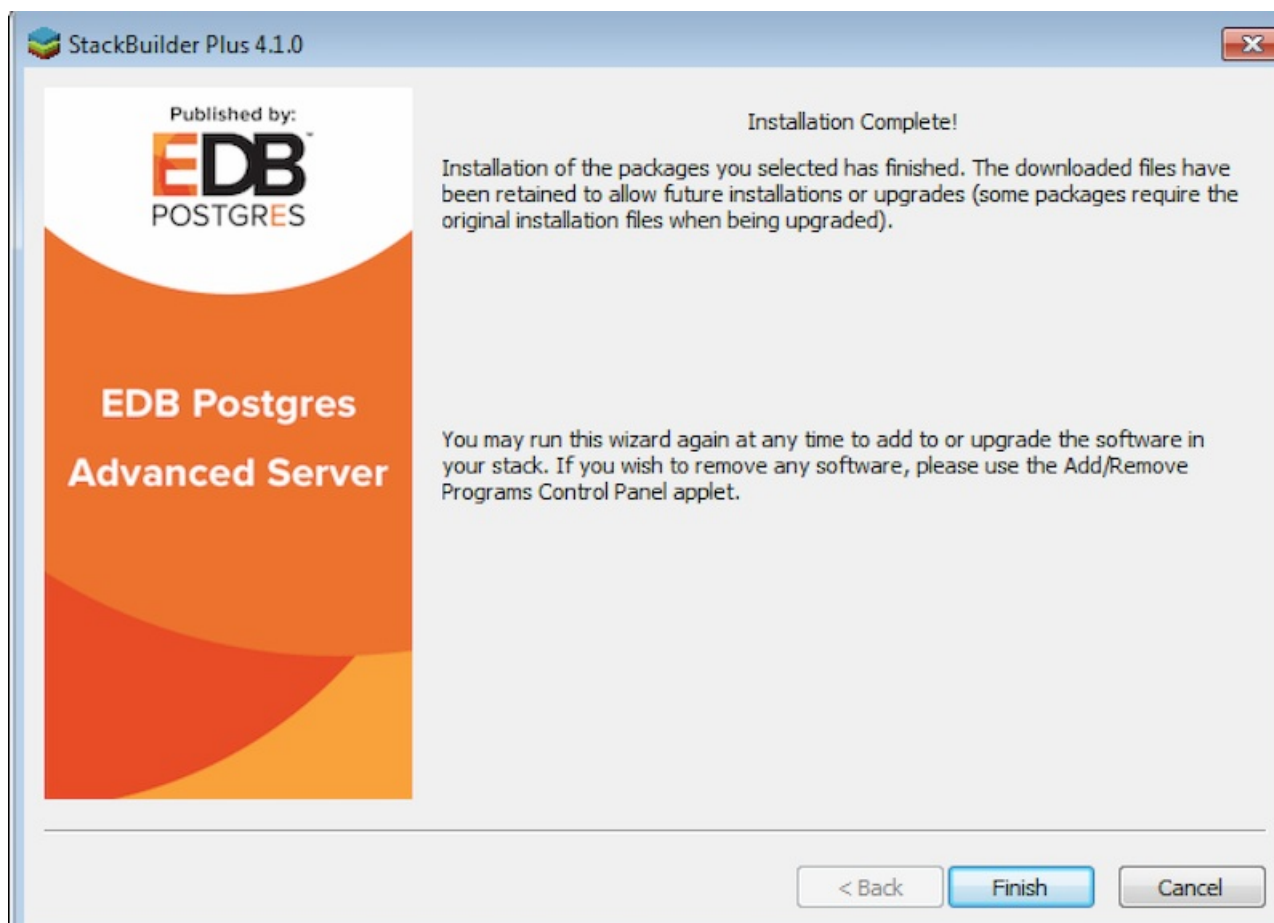 StackBuilder Plus 4.1.0
Published by:
EDB™
POSTGRES
EDB Postgres
Advanced Server
Installation Complete!
Installation of the packages you selected has finished. The downloaded files have
been retained to allow future installations or upgrades (some packages require the
original installation files when being upgraded).
You may run this wizard again at any time to add to or upgrade the software in
your stack. If you wish to remove any software, please use the Add/Remove
Programs Control Panel applet.
< Back
Finish
Cancel